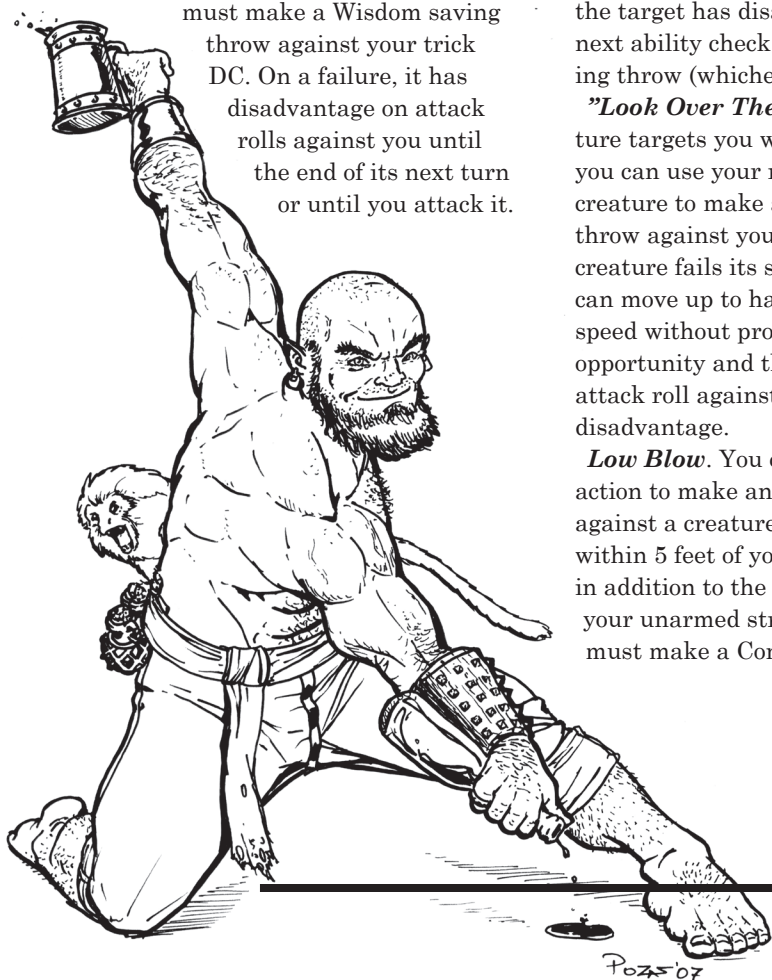 must make a Wisdom saving
throw against your trick
DC. On a failure, it has
disadvantage on attack
rolls against you until
the end of its next turn
or until you attack it.
the target has
next ability check
ing throw
”Look Over
ture targets you
you can use your
creature to make
throw against
creature fails its
can move up to
speed without
opportunity and
attack roll against
disadvantage.
Low Blow. You
action to make an
against a creature
within 5 feet of
in addition to the
your unarmed
must make a